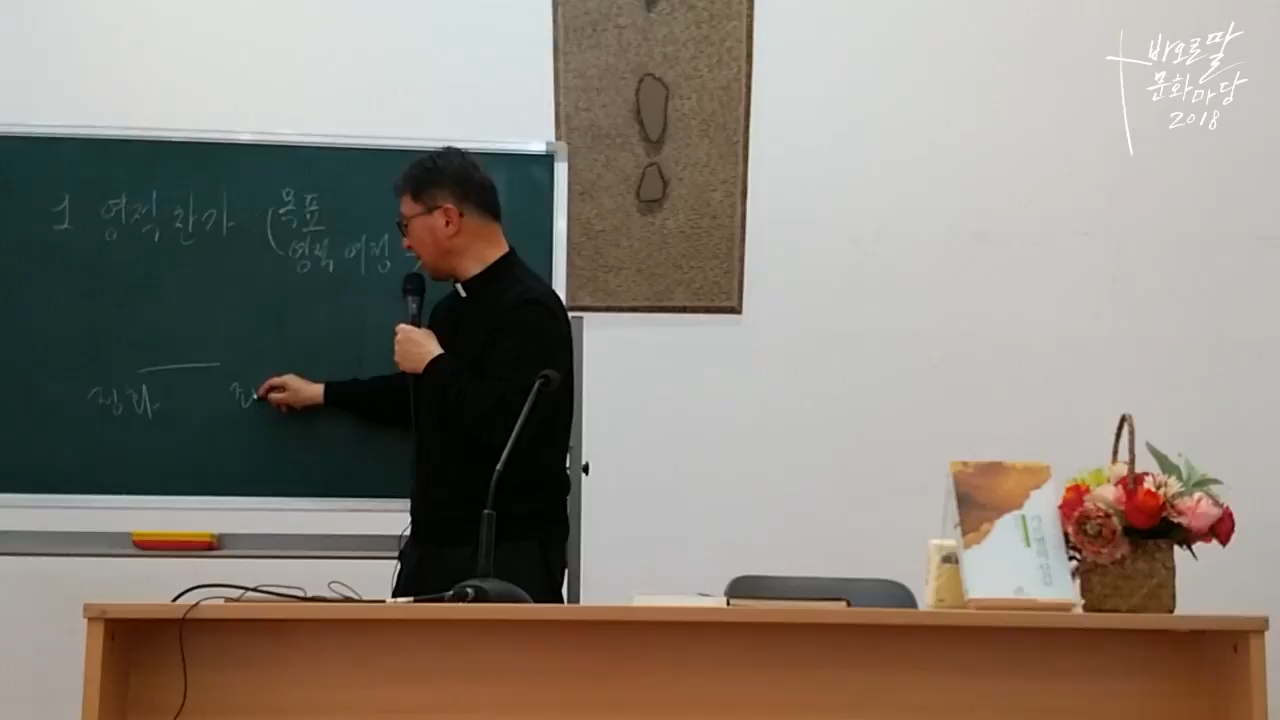 바오로딸
문화마당
2018
1 영적찬가 (목표
영적 여정
정화